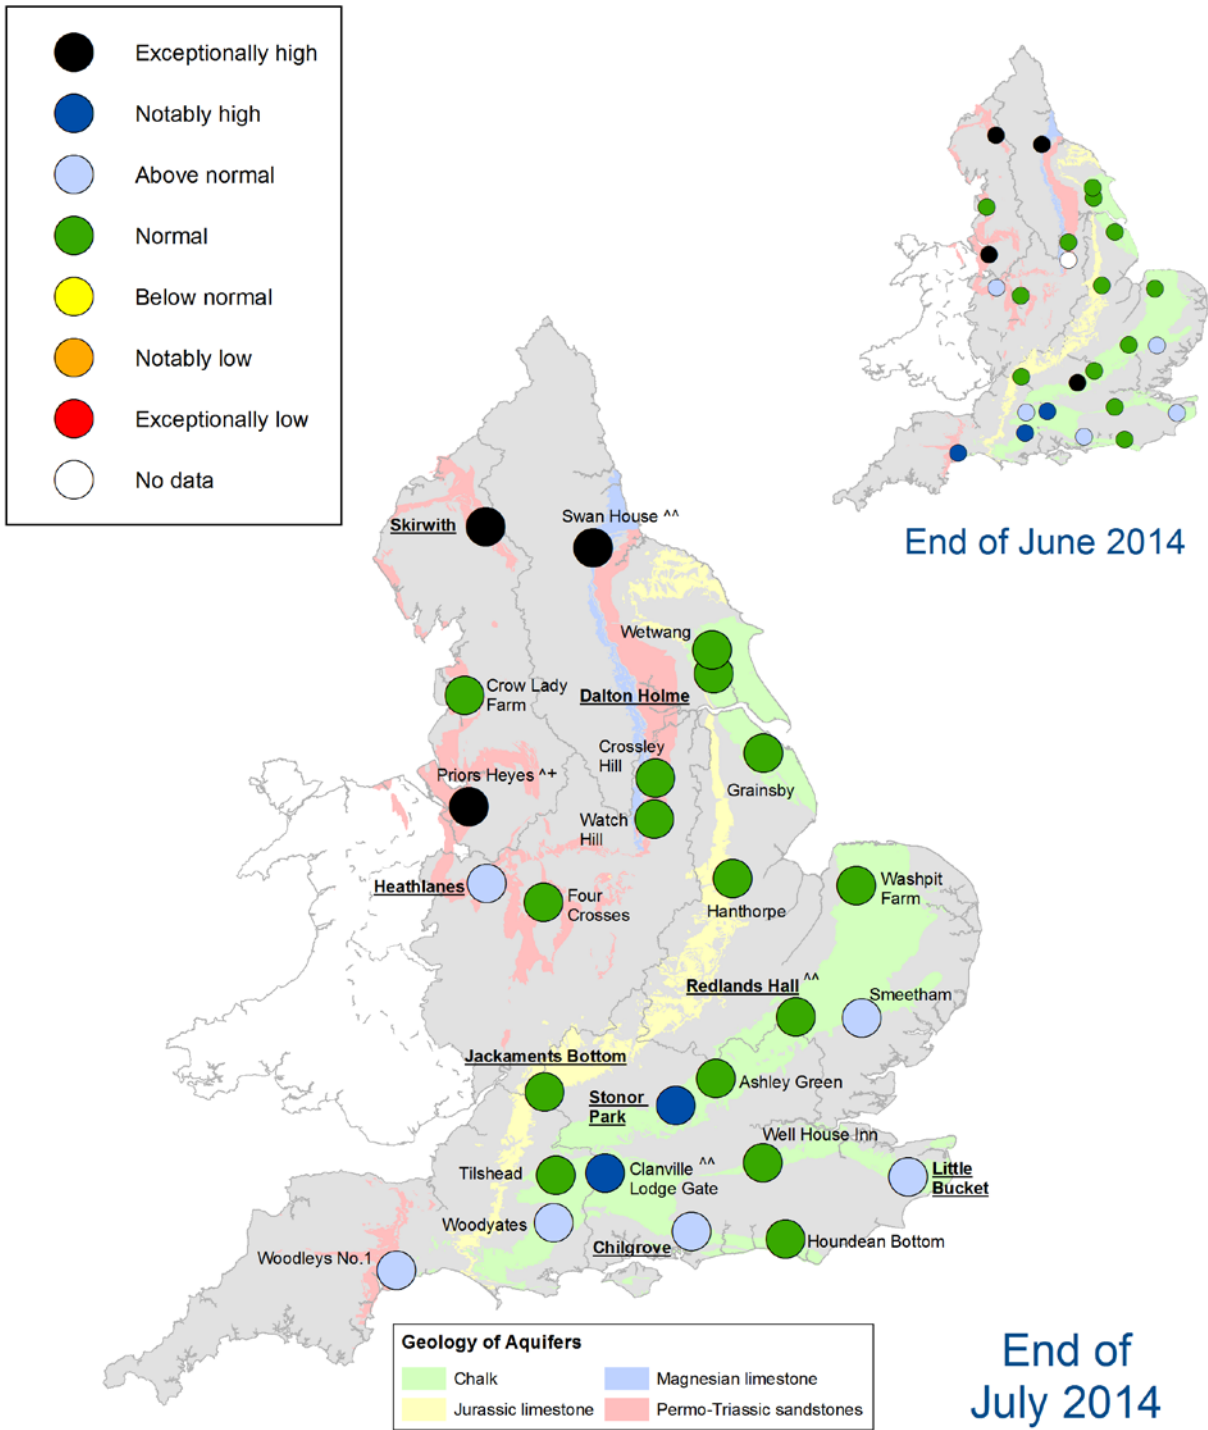 Exceptionally high
Notably high
Above normal
Normal
Below normal
Notably low
Exceptionally low
No data
End of June 2014
Skirwith
Swan House ^^
Wetwang
Dalton Holme
Crow Lady
Farm
Crossley
Hill
Grainsby
Priors Heyes ^+
Watch
Hill
Heathlanes
Four
Crosses
Hanthorpe
Washpit
Farm
Redlands Hall ^^
Smeetham
Jackaments Bottom
Ashley Green
Stonor
Park
Well House Inn
Tilshead
Clanville ^^
Lodge Gate
Little
Bucket
Woodyates
Chilgrove
Houndean Bottom
Woodleys No.1
Geology of Aquifers
Chalk
Magnesian limestone
Jurassic limestone
Permo-Triassic sandstones
End of
July 2014